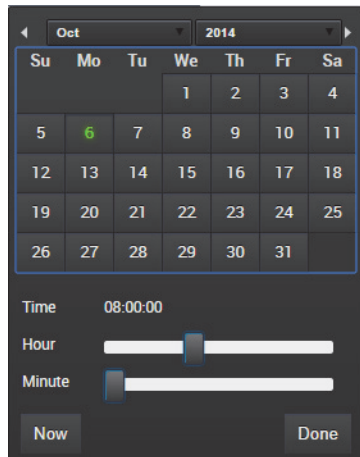 Oct 2014
Su Mo Tu We Th Fr Sa
1 2 3 4
5 6 7 8 9 10 11
12 13 14 15 16 17 18
19 20 21 22 23 24 25
26 27 28 29 30 31
Time 08:00:00
Hour
Minute
Now Done